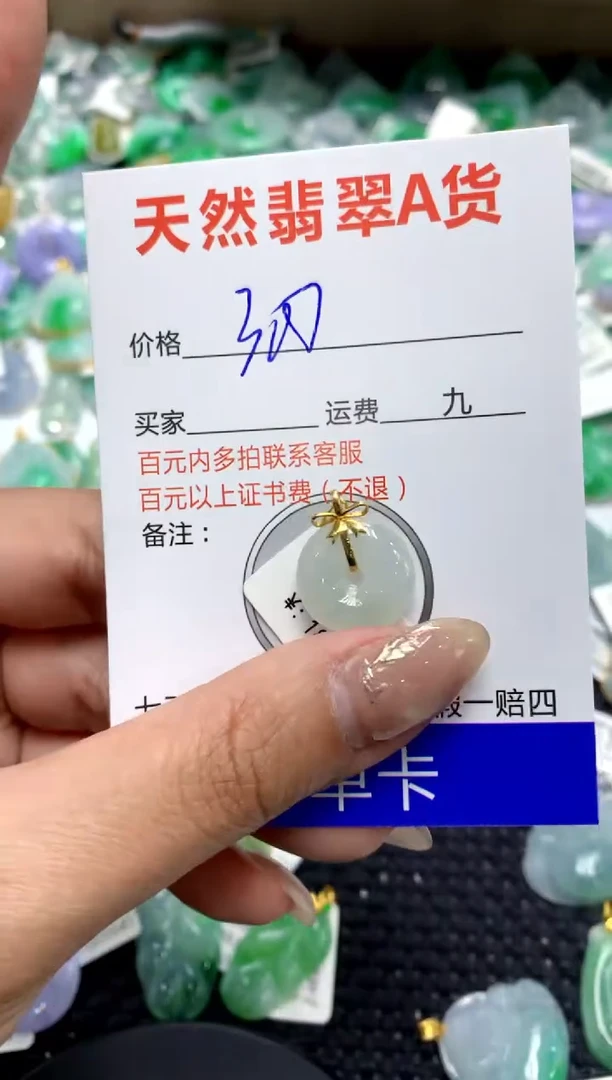 天然翡翠A货
价格
买家 运费 九
百元内多拍联系客服
百元以上证书费（不退）
备注：
一赔四
卡